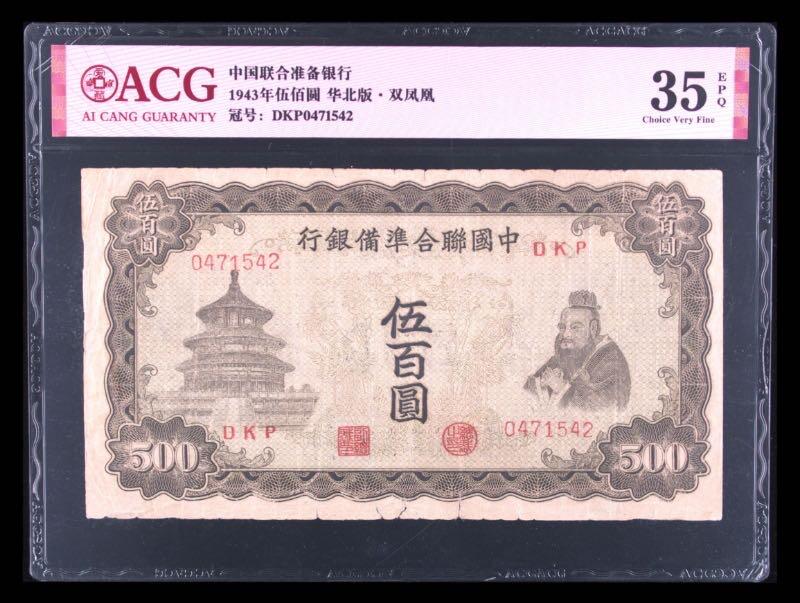 ACG
AI CANG GUARANTY
中国联合准备银行
1943年伍佰圆 华北版·双凤凰
冠号: DKP0471542
35 EPQ
Choice Very Fine
伍百圓
伍百圓
行銀備準合聯國中
DKP
0471542
伍百圓
DKP
0471542
500
500